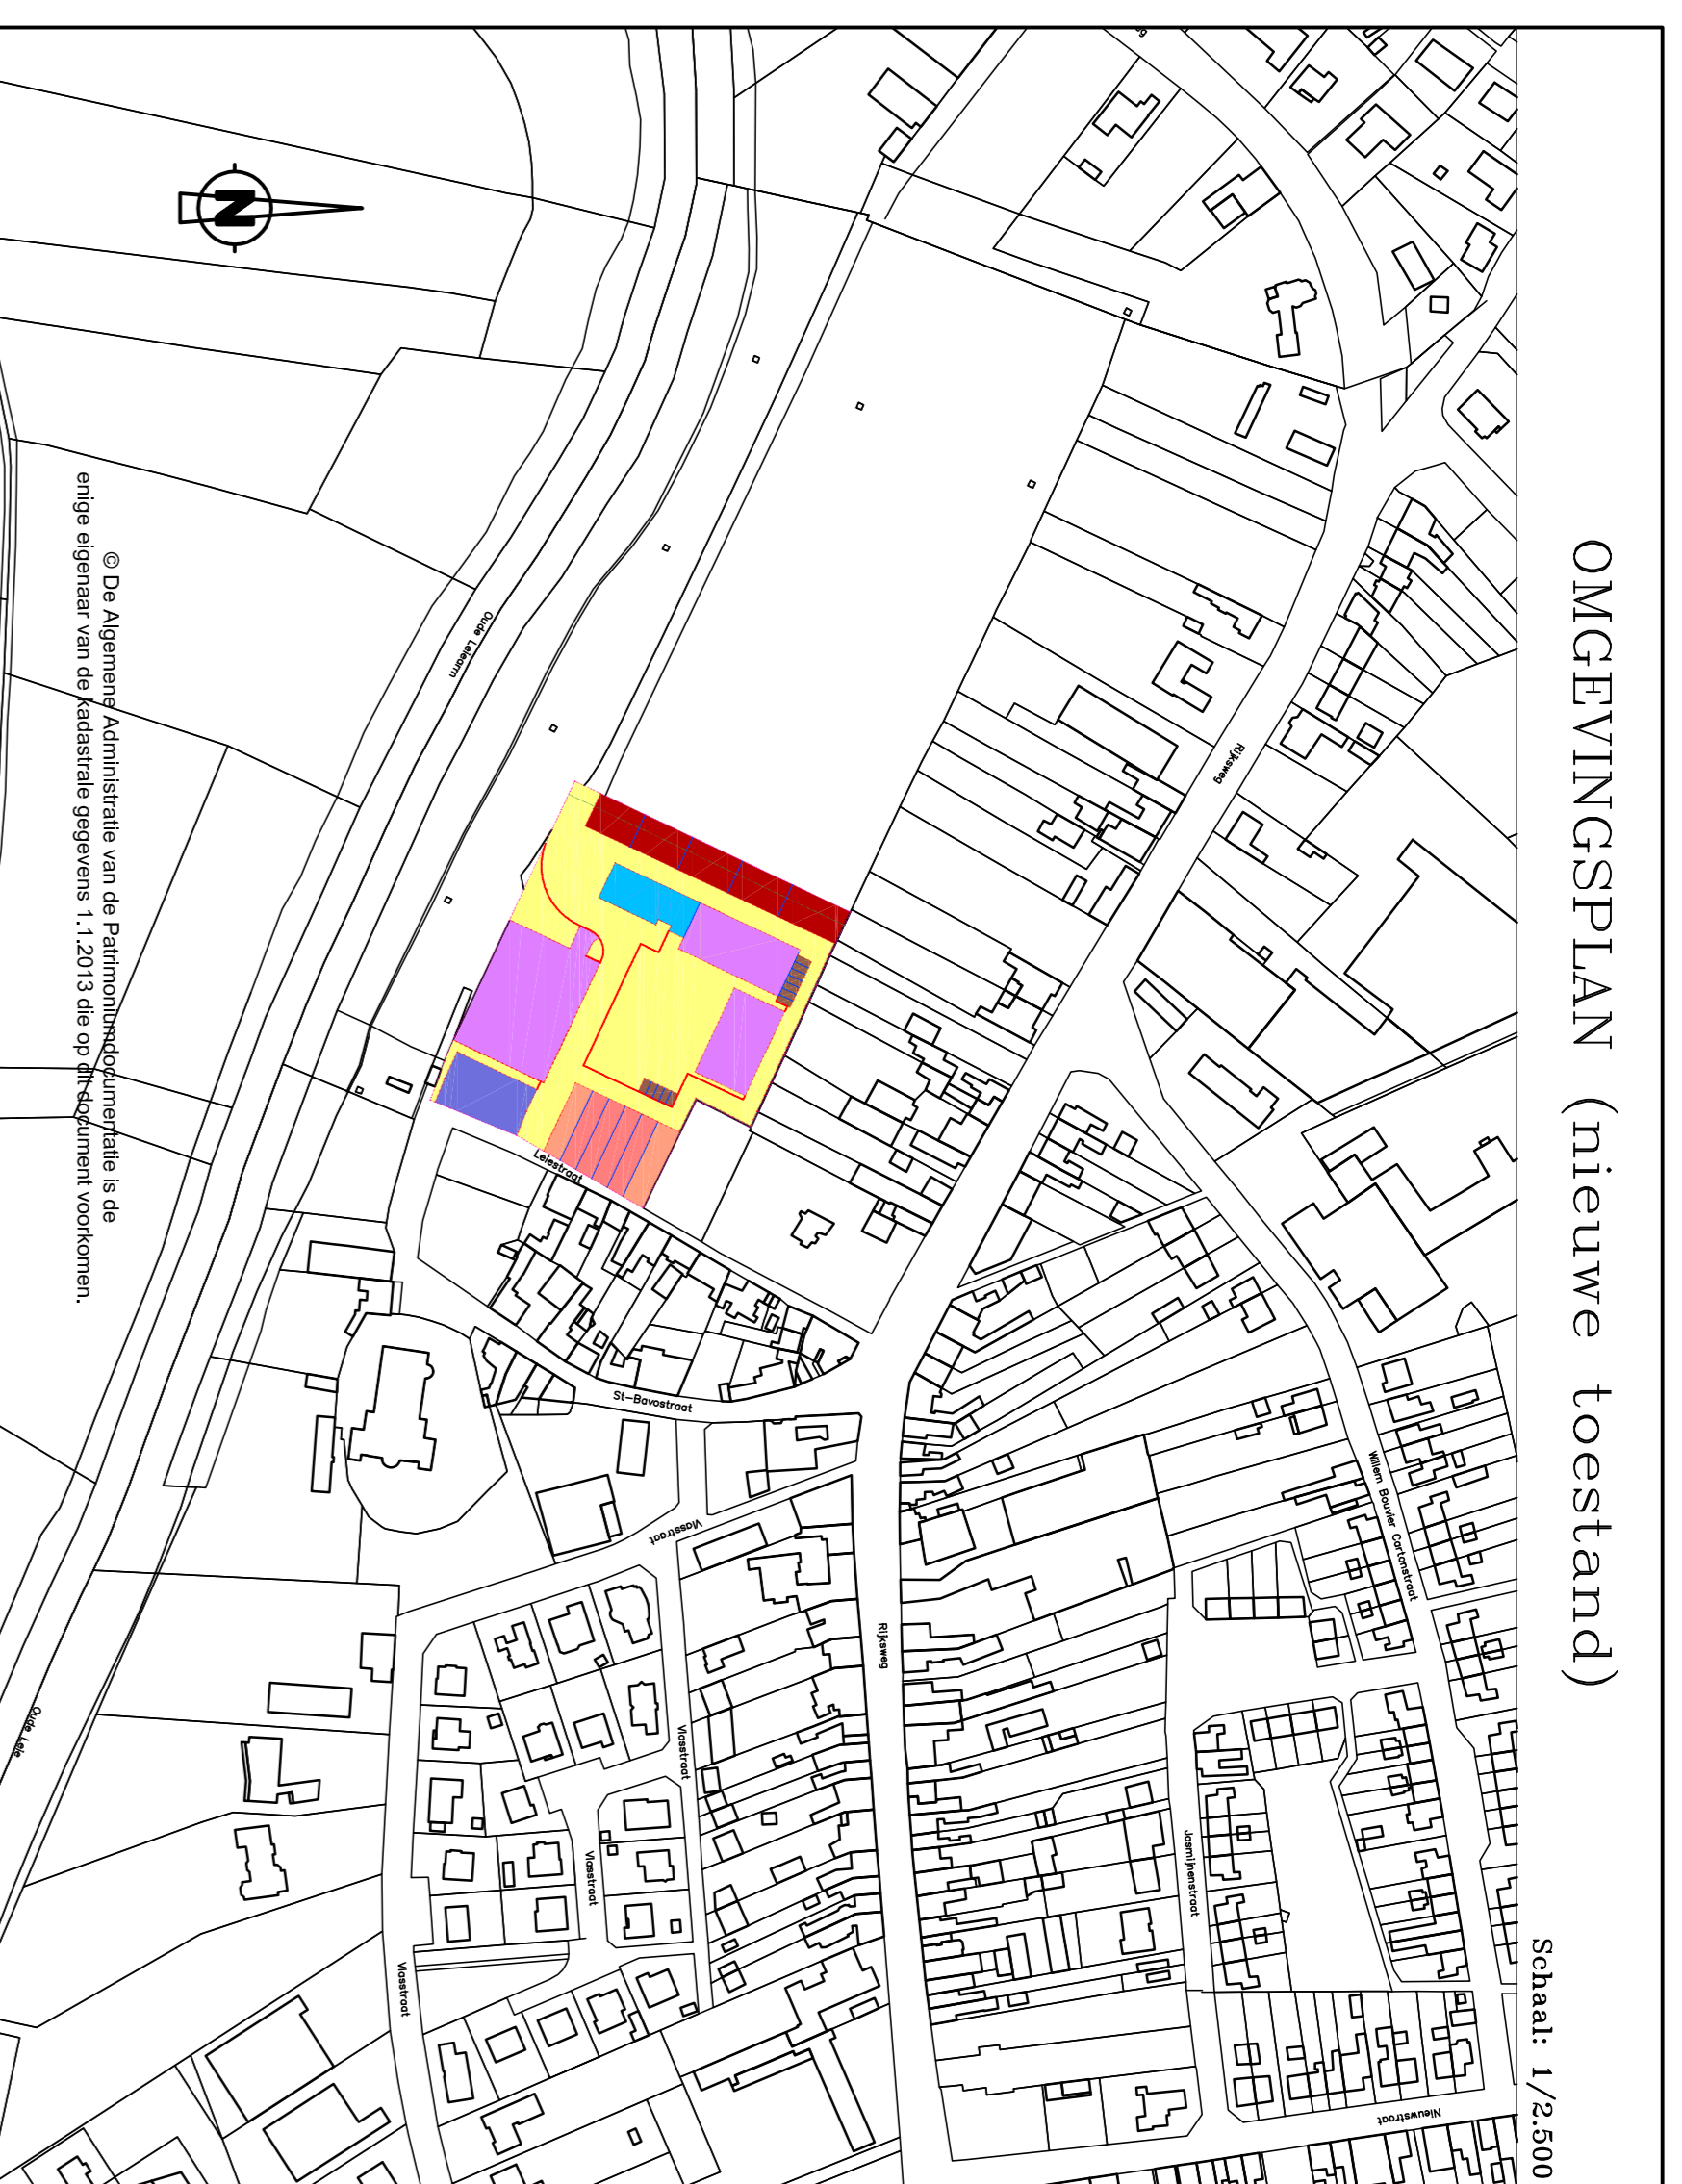 OMGEVINGSPLAN (nieuwe toestand)
Schaal: 1/2.500
Rijksweg
Willem Bouvier Cartonstraat
Jasmijnenstraat
Nieuwstraat
Rijksweg
Leiestraat
St-Bavostraat
Vlasstraat
Vlasstraat
Vlasstraat
Vlasstraat
Oude Leiearm
Oude Leie
N
© De Algemene Administratie van de Patrimoniumdocumentatie is de
enige eigenaar van de kadastrale gegevens 1.1.2013 die op dit document voorkomen.